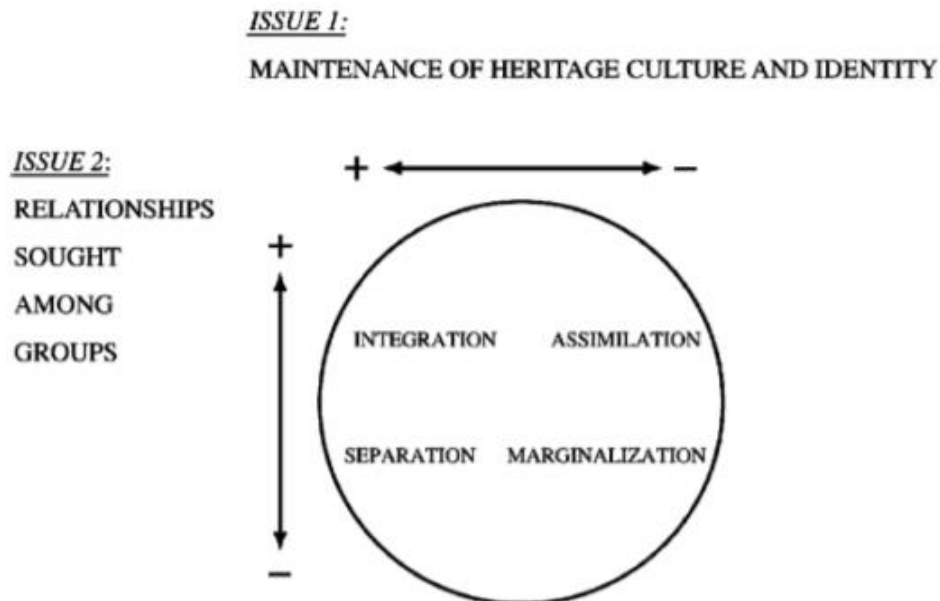 ISSUE 1:
MAINTENANCE OF HERITAGE CULTURE AND IDENTITY
ISSUE 2:
RELATIONSHIPS
SOUGHT
AMONG
GROUPS
+ −
+
INTEGRATION ASSIMILATION
SEPARATION MARGINALIZATION
−